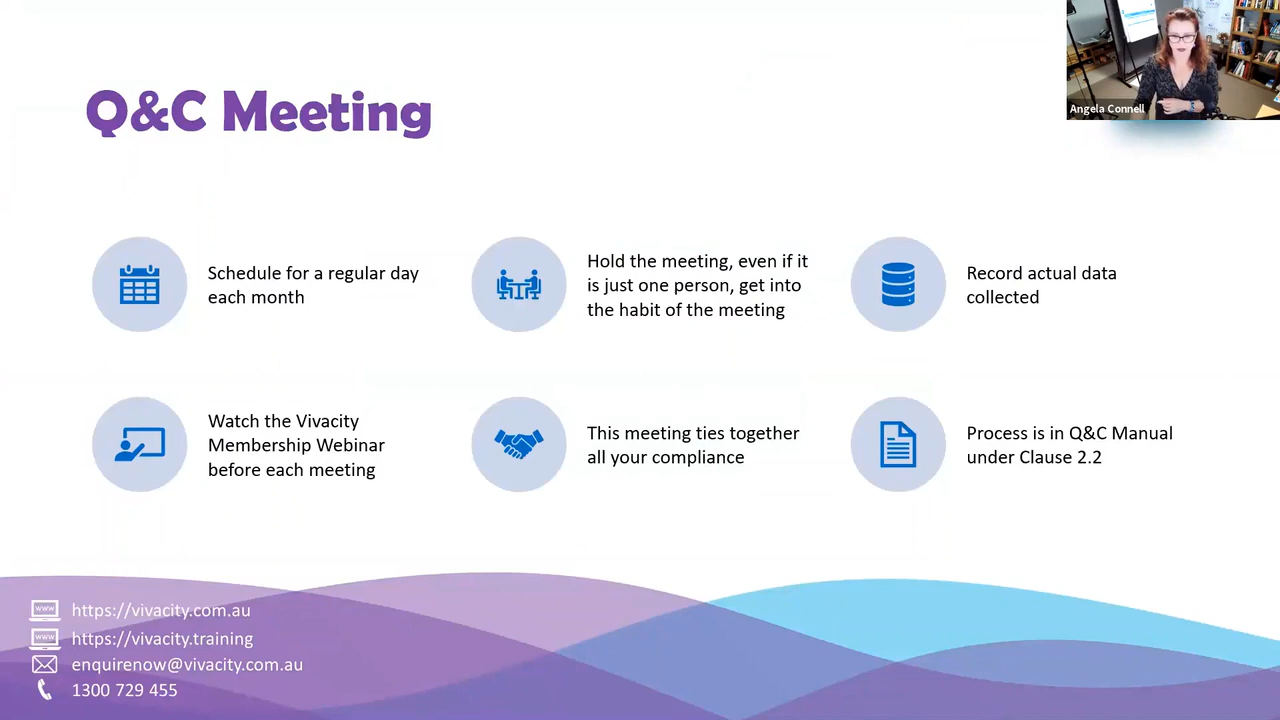 Q&C Meeting
Angela Connell
Schedule for a regular day
each month
Hold the meeting, even if it
is just one person, get into
the habit of the meeting
Record actual data
collected
Watch the Vivacity
Membership Webinar
before each meeting
This meeting ties together
all your compliance
Process is in Q&C Manual
under Clause 2.2
www https://vivacity.com.au
www https://vivacity.training
enquirenow@vivacity.com.au
1300 729 455